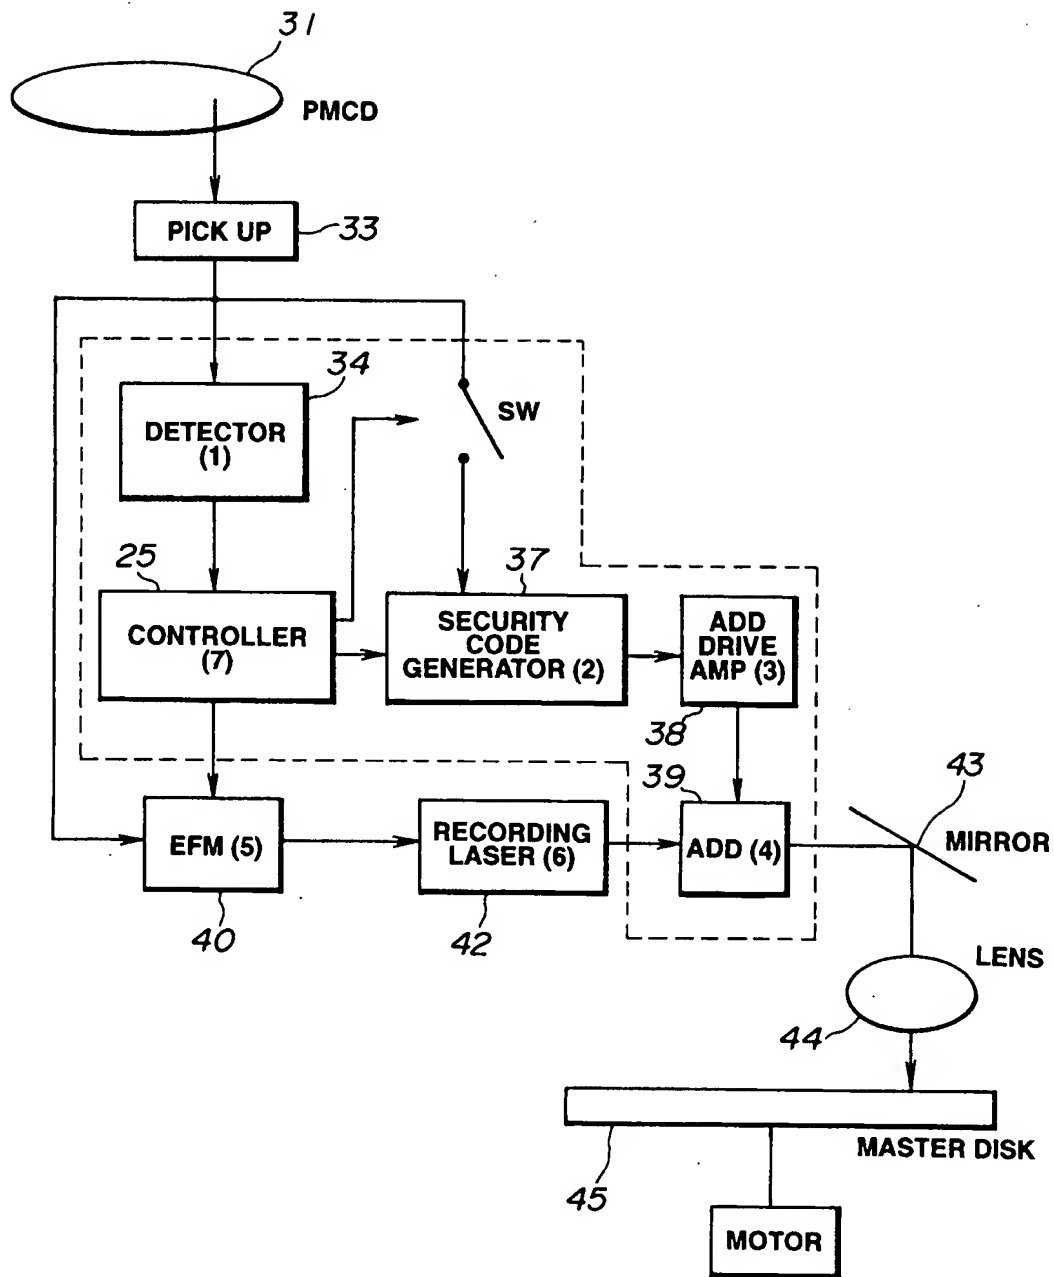 31
PMCD
PICK UP
33
34
DETECTOR
(1)
SW
25
37
CONTROLLER
(7)
SECURITY
CODE
GENERATOR (2)
ADD
DRIVE
AMP (3)
38
39
43
EFM (5)
RECORDING
LASER (6)
ADD (4)
MIRROR
40
42
LENS
44
MASTER DISK
45
MOTOR